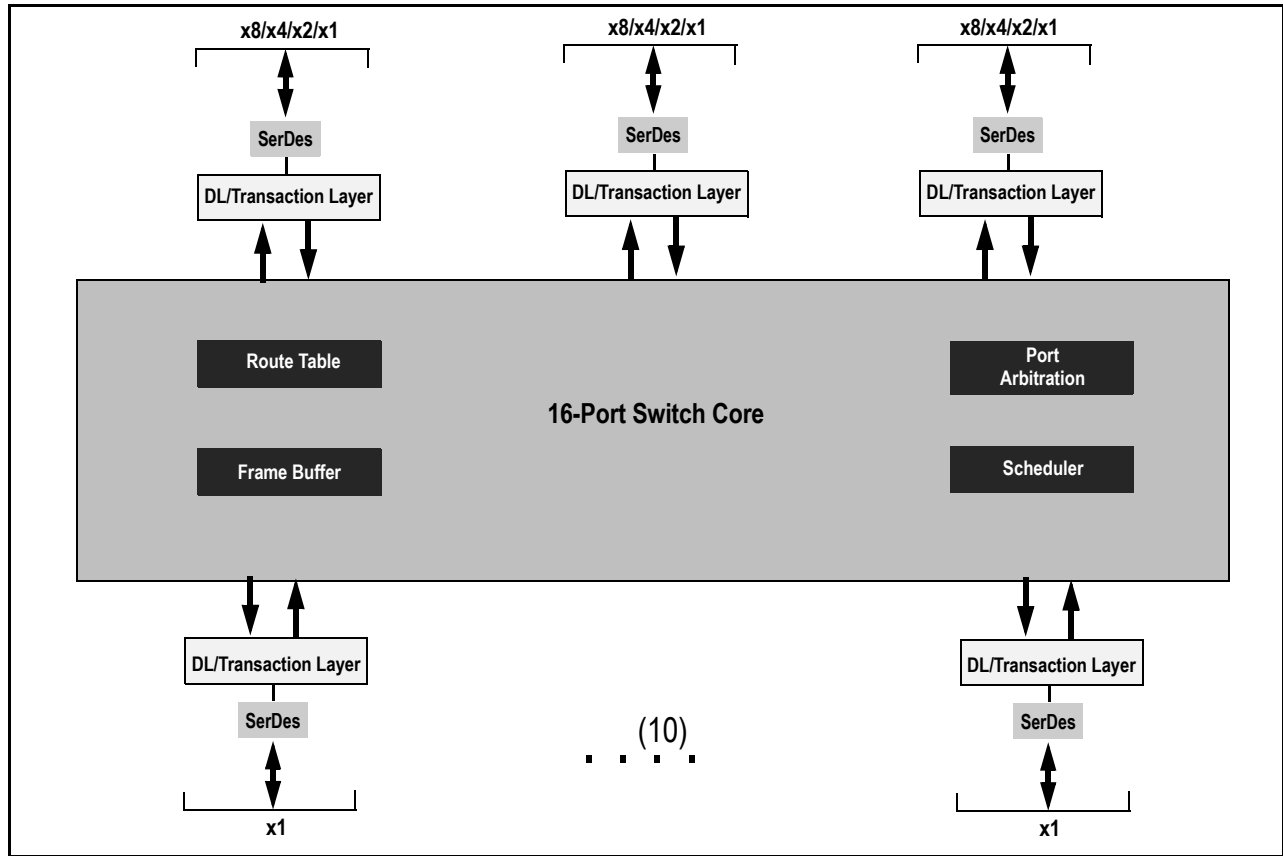 x8/x4/x2/x1 x8/x4/x2/x1 x8/x4/x2/x1
SerDes SerDes SerDes
DL/Transaction Layer DL/Transaction Layer DL/Transaction Layer
Route Table
Port
Arbitration
16-Port Switch Core
Frame Buffer
Scheduler
DL/Transaction Layer DL/Transaction Layer
SerDes SerDes
(10)
. . . .
x1 x1